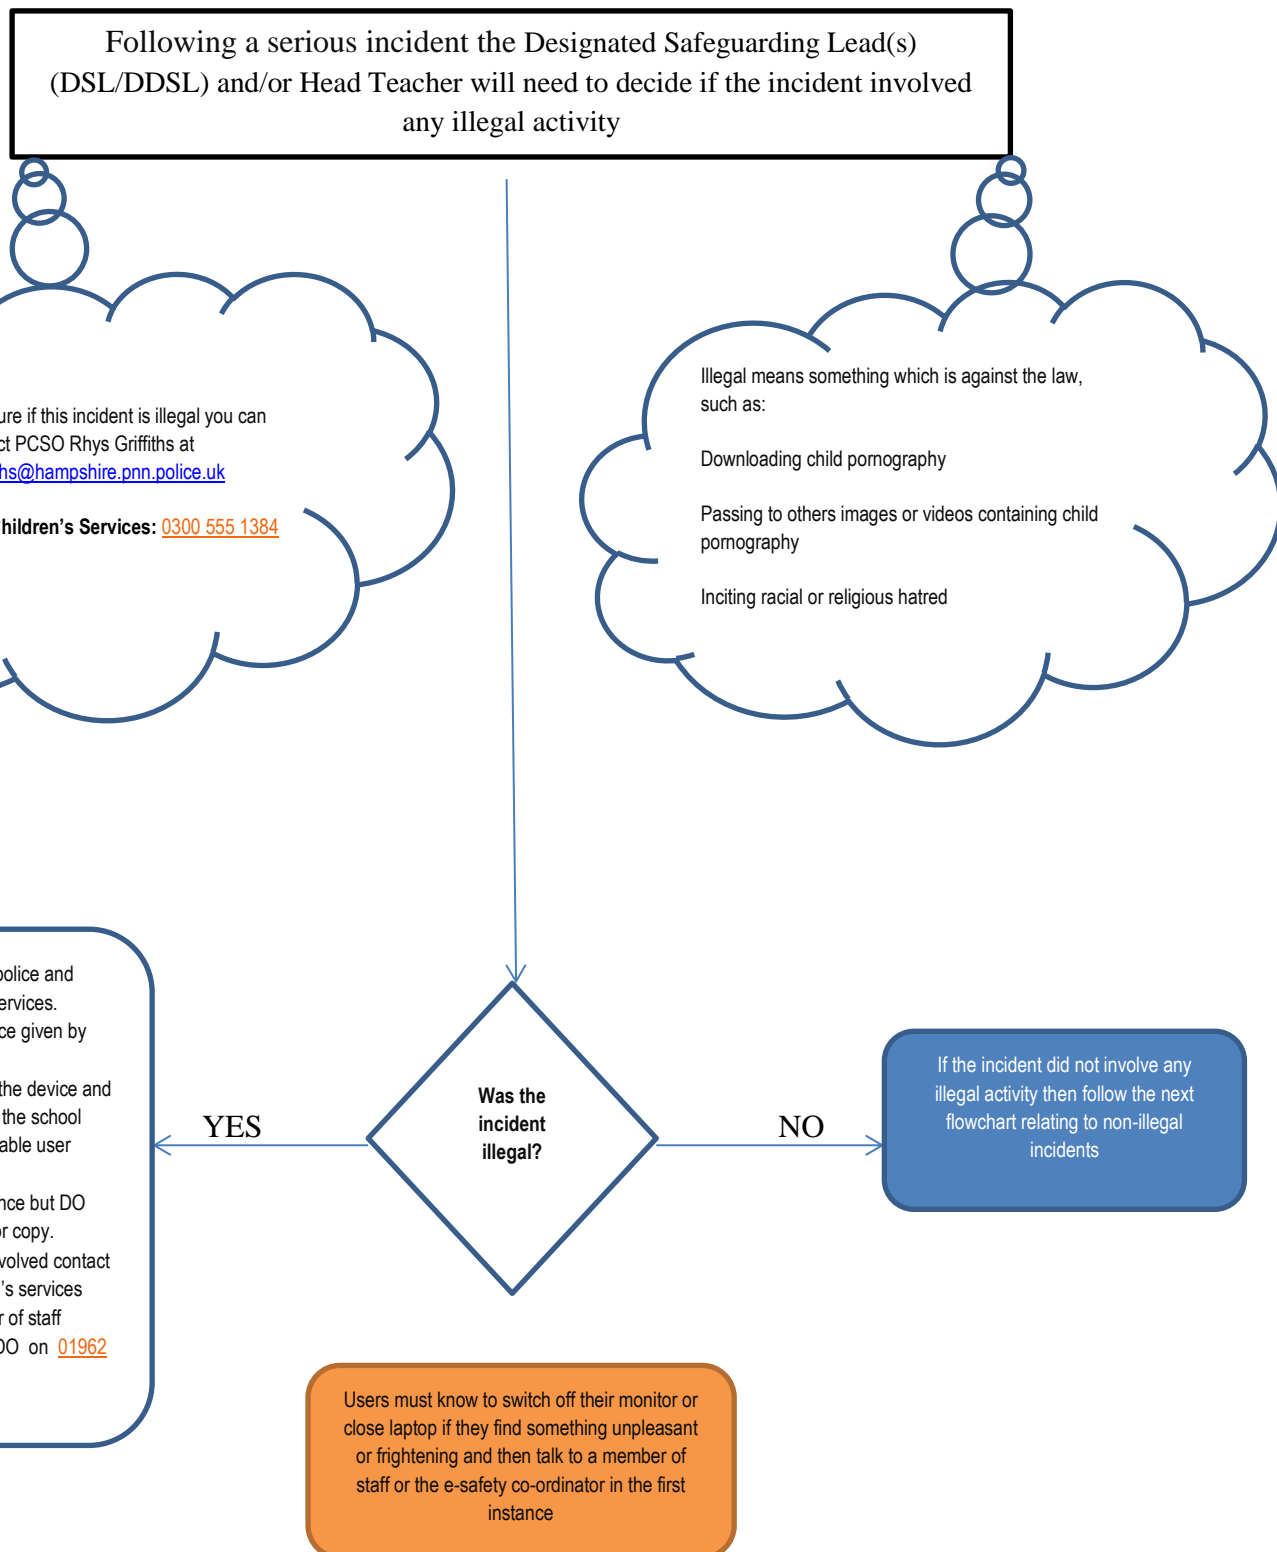 Following a serious incident the Designated Safeguarding Lead(s)
(DSL/DDSL) and/or Head Teacher will need to decide if the incident involved
any illegal activity
ure if this incident is illegal you can
ct PCSO Rhys Griffiths at
hs@hampshire.pnn.police.uk
Children's Services: 0300 555 1384
Illegal means something which is against the law,
such as:
Downloading child pornography
Passing to others images or videos containing child
pornography
Inciting racial or religious hatred
police and
ervices.
ce given by
the device and
the school
able user
nce but DO
or copy.
volved contact
's services
r of staff
DO on 01962
YES
Was the
incident
illegal?
NO
If the incident did not involve any
illegal activity then follow the next
flowchart relating to non-illegal
incidents
Users must know to switch off their monitor or
close laptop if they find something unpleasant
or frightening and then talk to a member of
staff or the e-safety co-ordinator in the first
instance